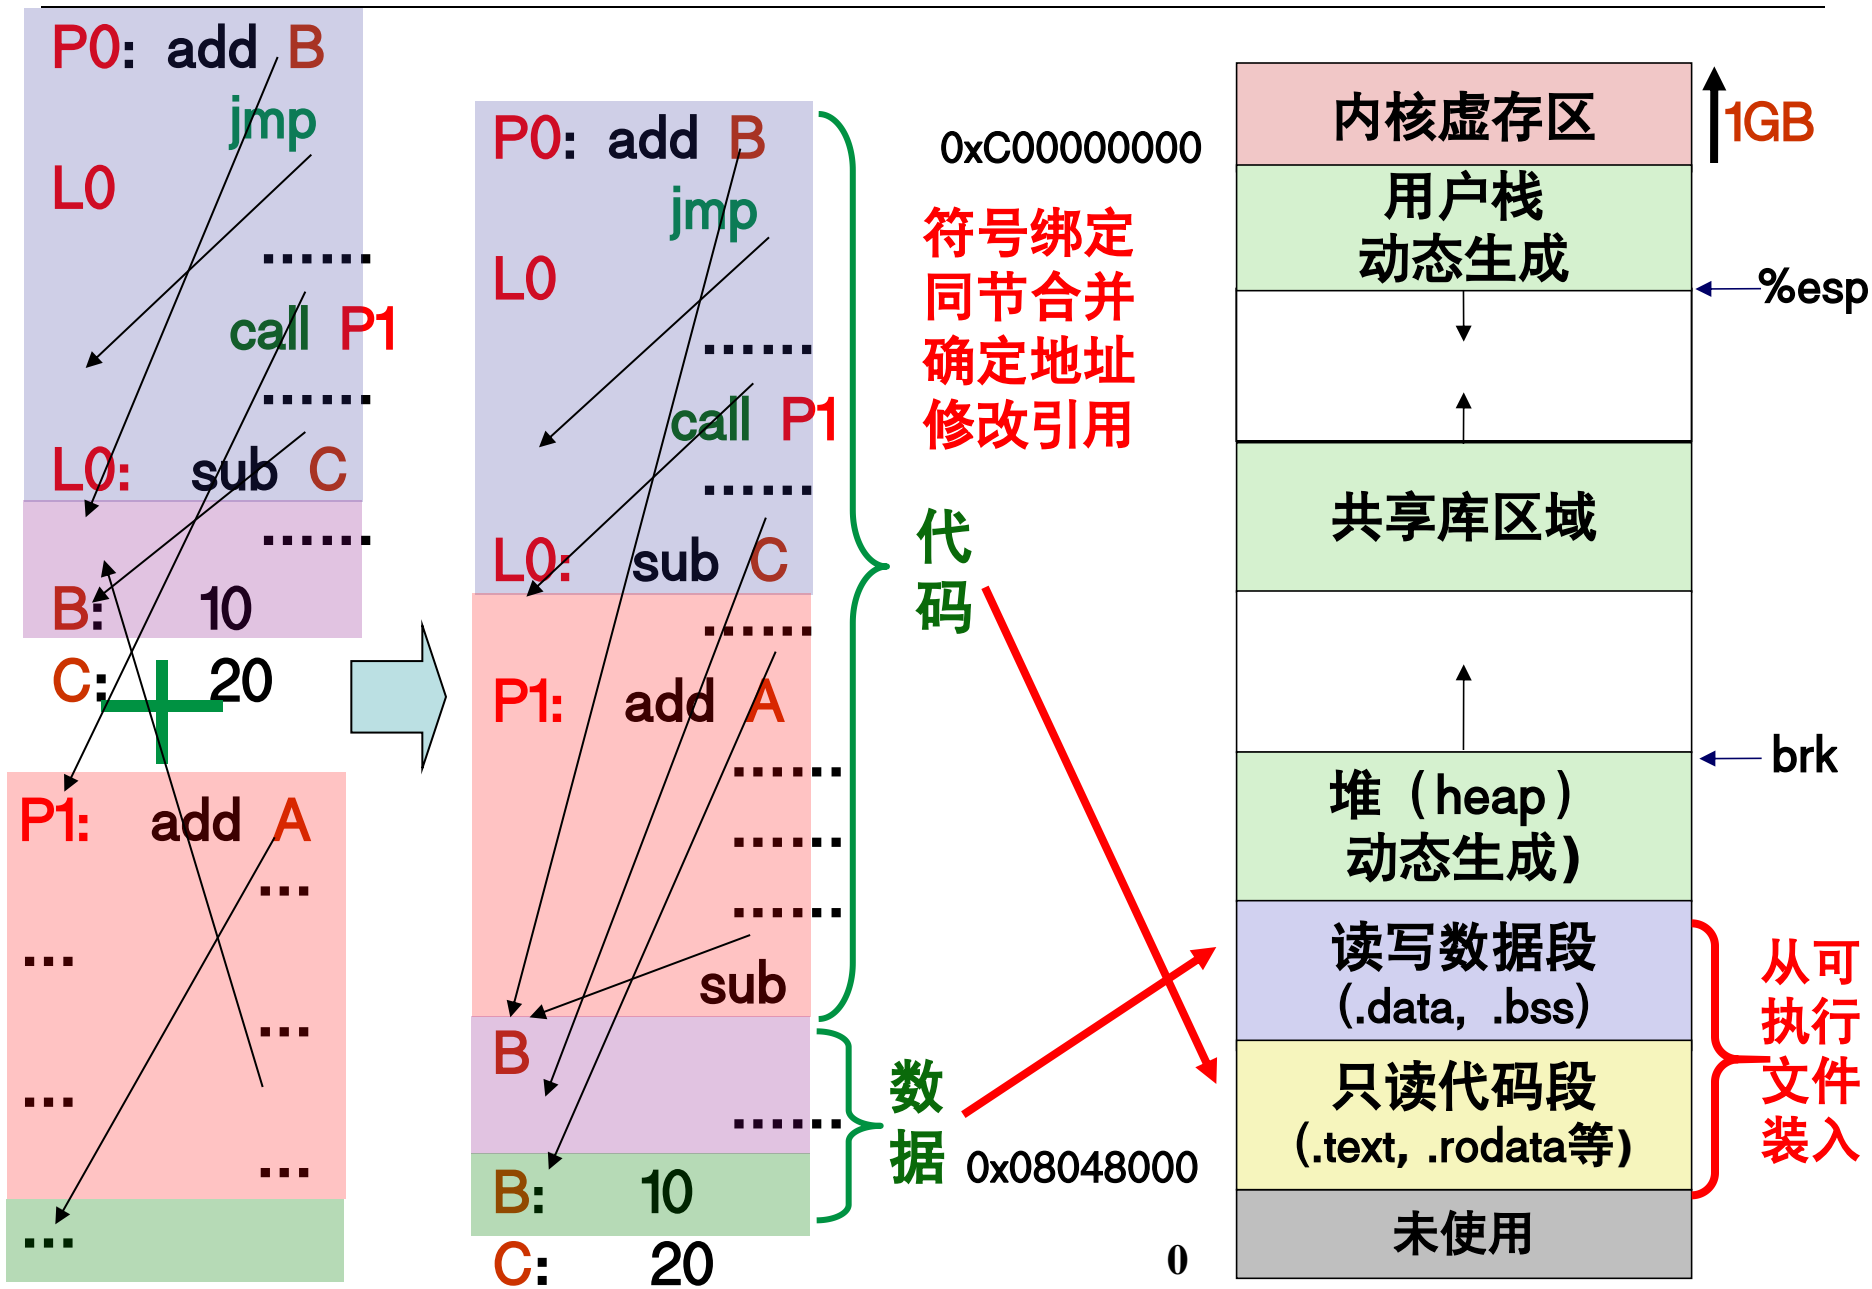 P0: add B
jmp
L0
......
call P1
......
L0: sub C
......
B: 10
C: 20
P1: add A
...
...
...
...
...
...
P0: add B
jmp
L0
......
call P1
......
L0: sub C
......
P1: add A
......
......
......
sub
B
......
B: 10
C: 20
代
码
数
据
符号绑定
同节合并
确定地址
修改引用
0xC00000000
0x08048000
0
内核虚存区
1GB
用户栈
动态生成
%esp
共享库区域
brk
堆（heap）
动态生成)
读写数据段
(.data, .bss)
只读代码段
(.text, .rodata等)
未使用
从可
执行
文件
装入